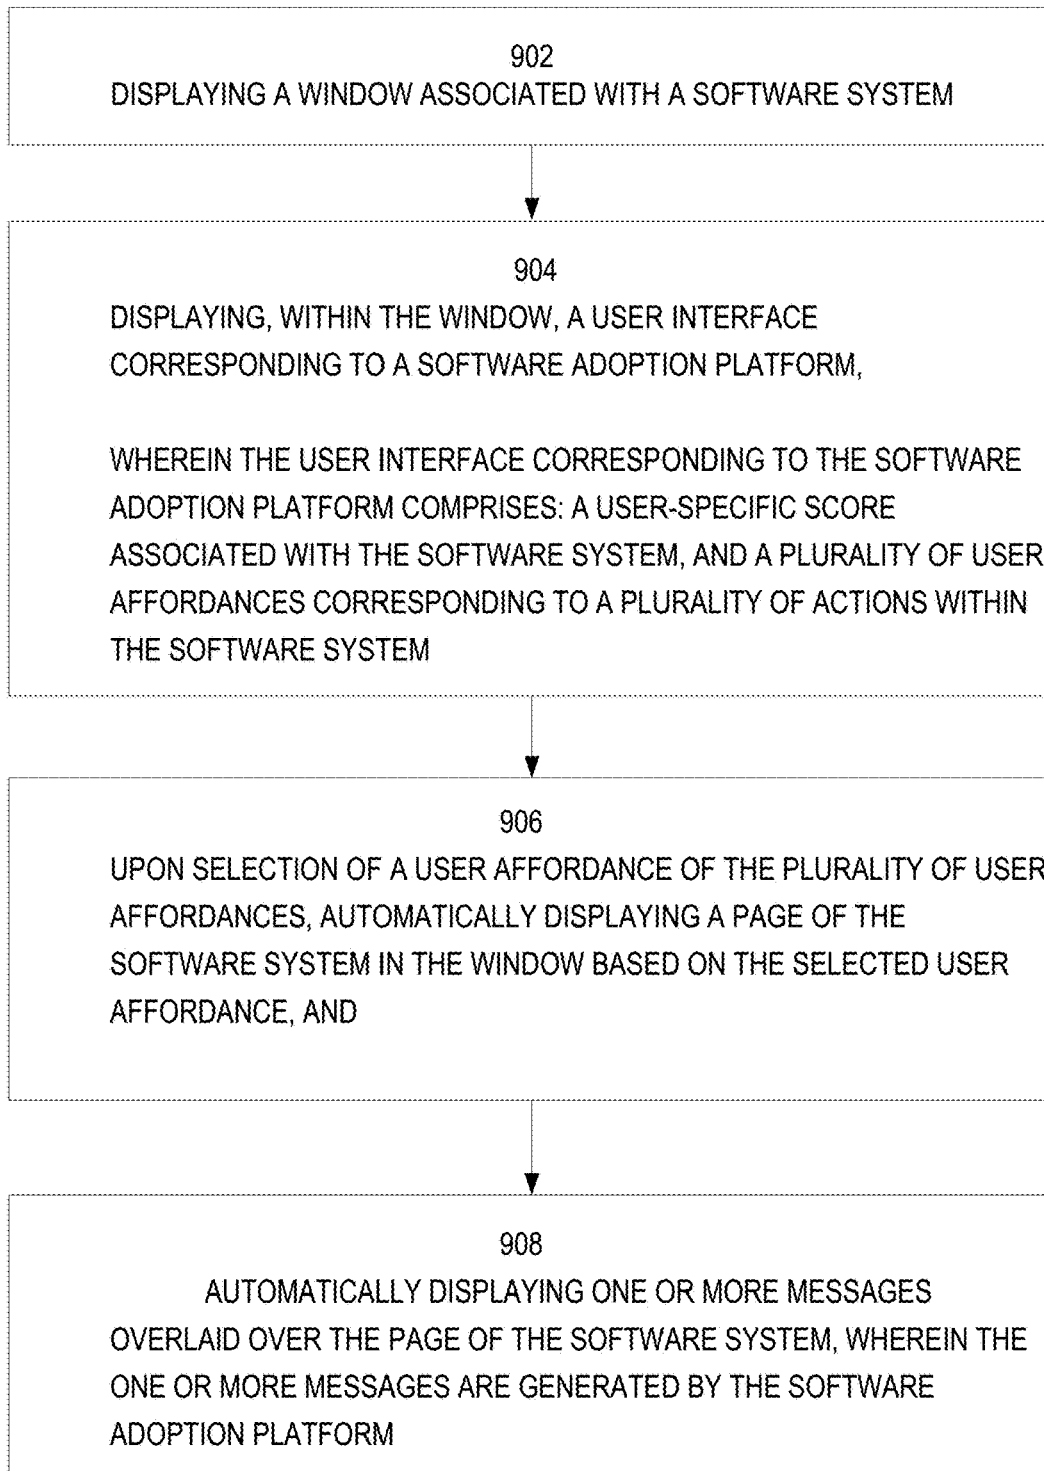 902
DISPLAYING A WINDOW ASSOCIATED WITH A SOFTWARE SYSTEM
904
DISPLAYING, WITHIN THE WINDOW, A USER INTERFACE
CORRESPONDING TO A SOFTWARE ADOPTION PLATFORM,
WHEREIN THE USER INTERFACE CORRESPONDING TO THE SOFTWARE
ADOPTION PLATFORM COMPRISES: A USER-SPECIFIC SCORE
ASSOCIATED WITH THE SOFTWARE SYSTEM, AND A PLURALITY OF USER
AFFORDANCES CORRESPONDING TO A PLURALITY OF ACTIONS WITHIN
THE SOFTWARE SYSTEM
906
UPON SELECTION OF A USER AFFORDANCE OF THE PLURALITY OF USER
AFFORDANCES, AUTOMATICALLY DISPLAYING A PAGE OF THE
SOFTWARE SYSTEM IN THE WINDOW BASED ON THE SELECTED USER
AFFORDANCE, AND
908
AUTOMATICALLY DISPLAYING ONE OR MORE MESSAGES
OVERLAID OVER THE PAGE OF THE SOFTWARE SYSTEM, WHEREIN THE
ONE OR MORE MESSAGES ARE GENERATED BY THE SOFTWARE
ADOPTION PLATFORM